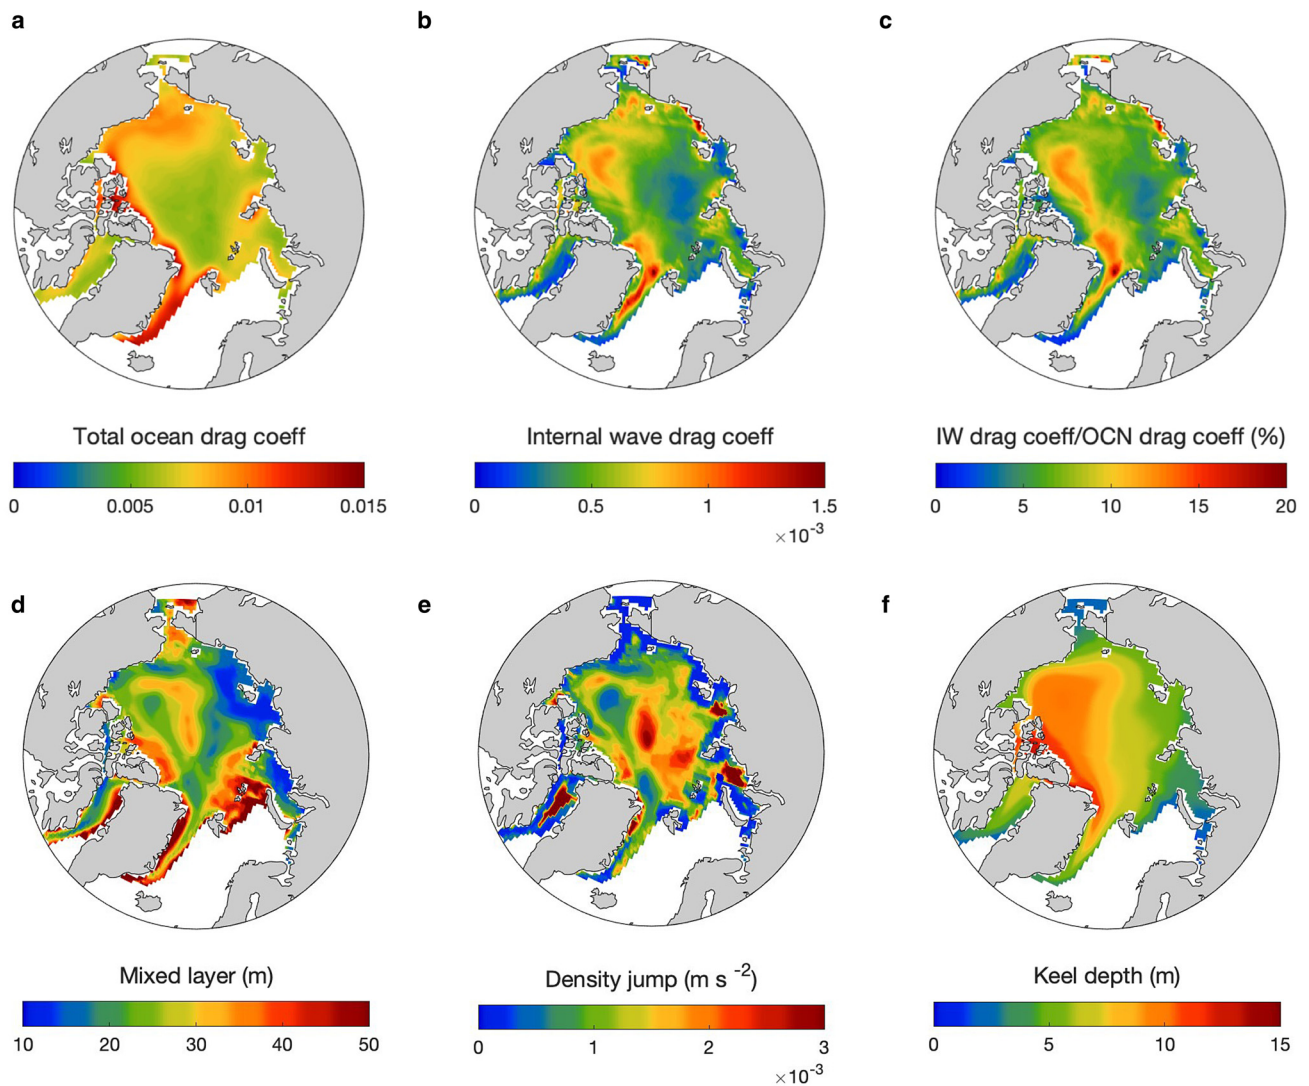 a
b
c
Total ocean drag coeff
Internal wave drag coeff
IW drag coeff/OCN drag coeff (%)
0 0.005 0.01 0.015
0 0.5 1 1.5
×10⁻³
0 5 10 15 20
d
e
f
Mixed layer (m)
Density jump (m s ⁻²)
Keel depth (m)
10 20 30 40 50
0 1 2 3
×10⁻³
0 5 10 15